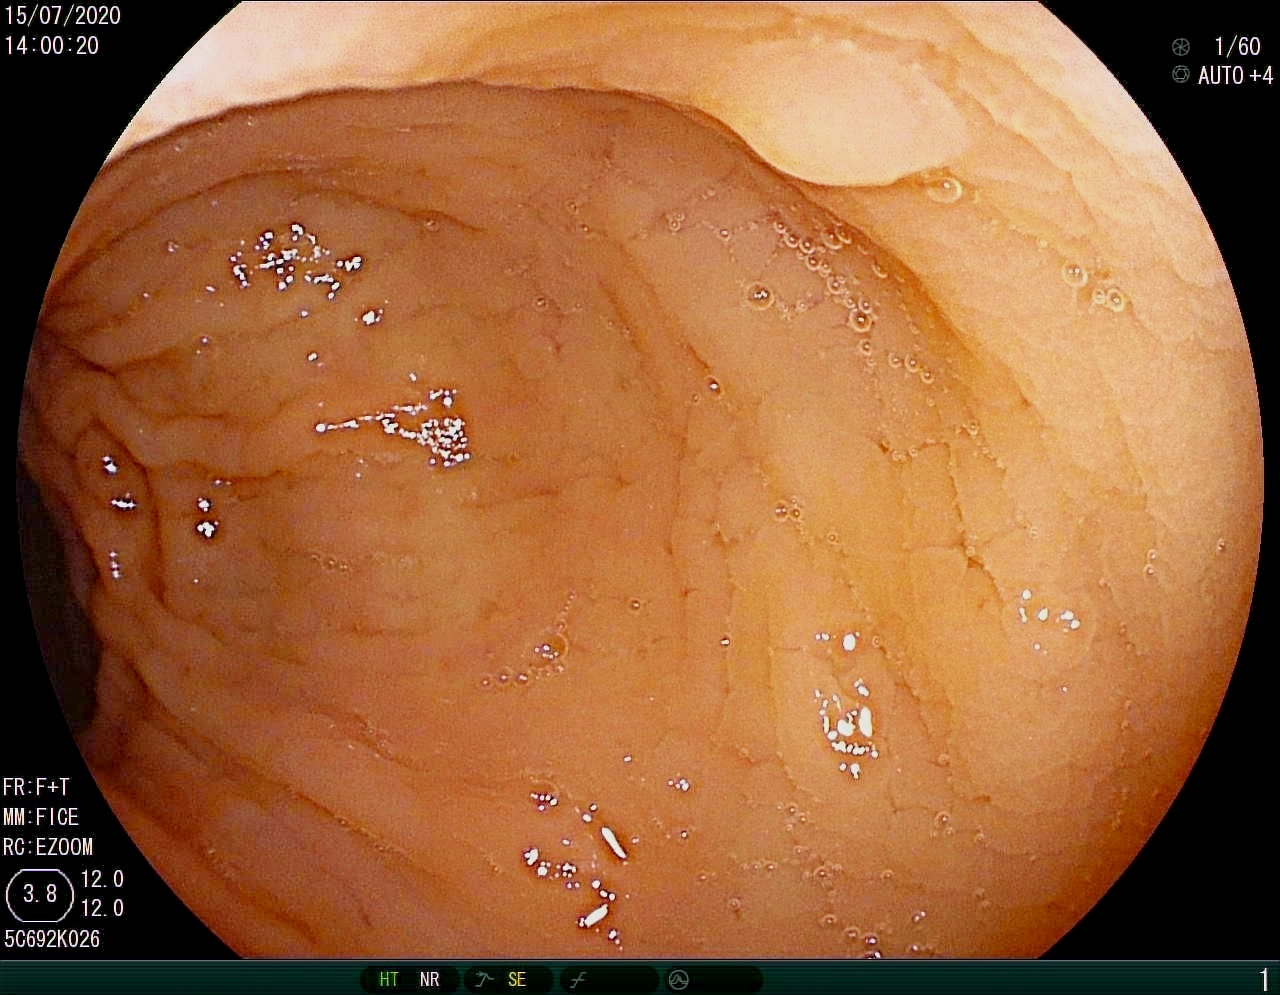 15/07/2020
14:00:20
1/60
AUTO +4
FR:F+T
MM:FICE
RC:EZOOM
3.8
12.0
12.0
5C692K026
HT NR SE
1